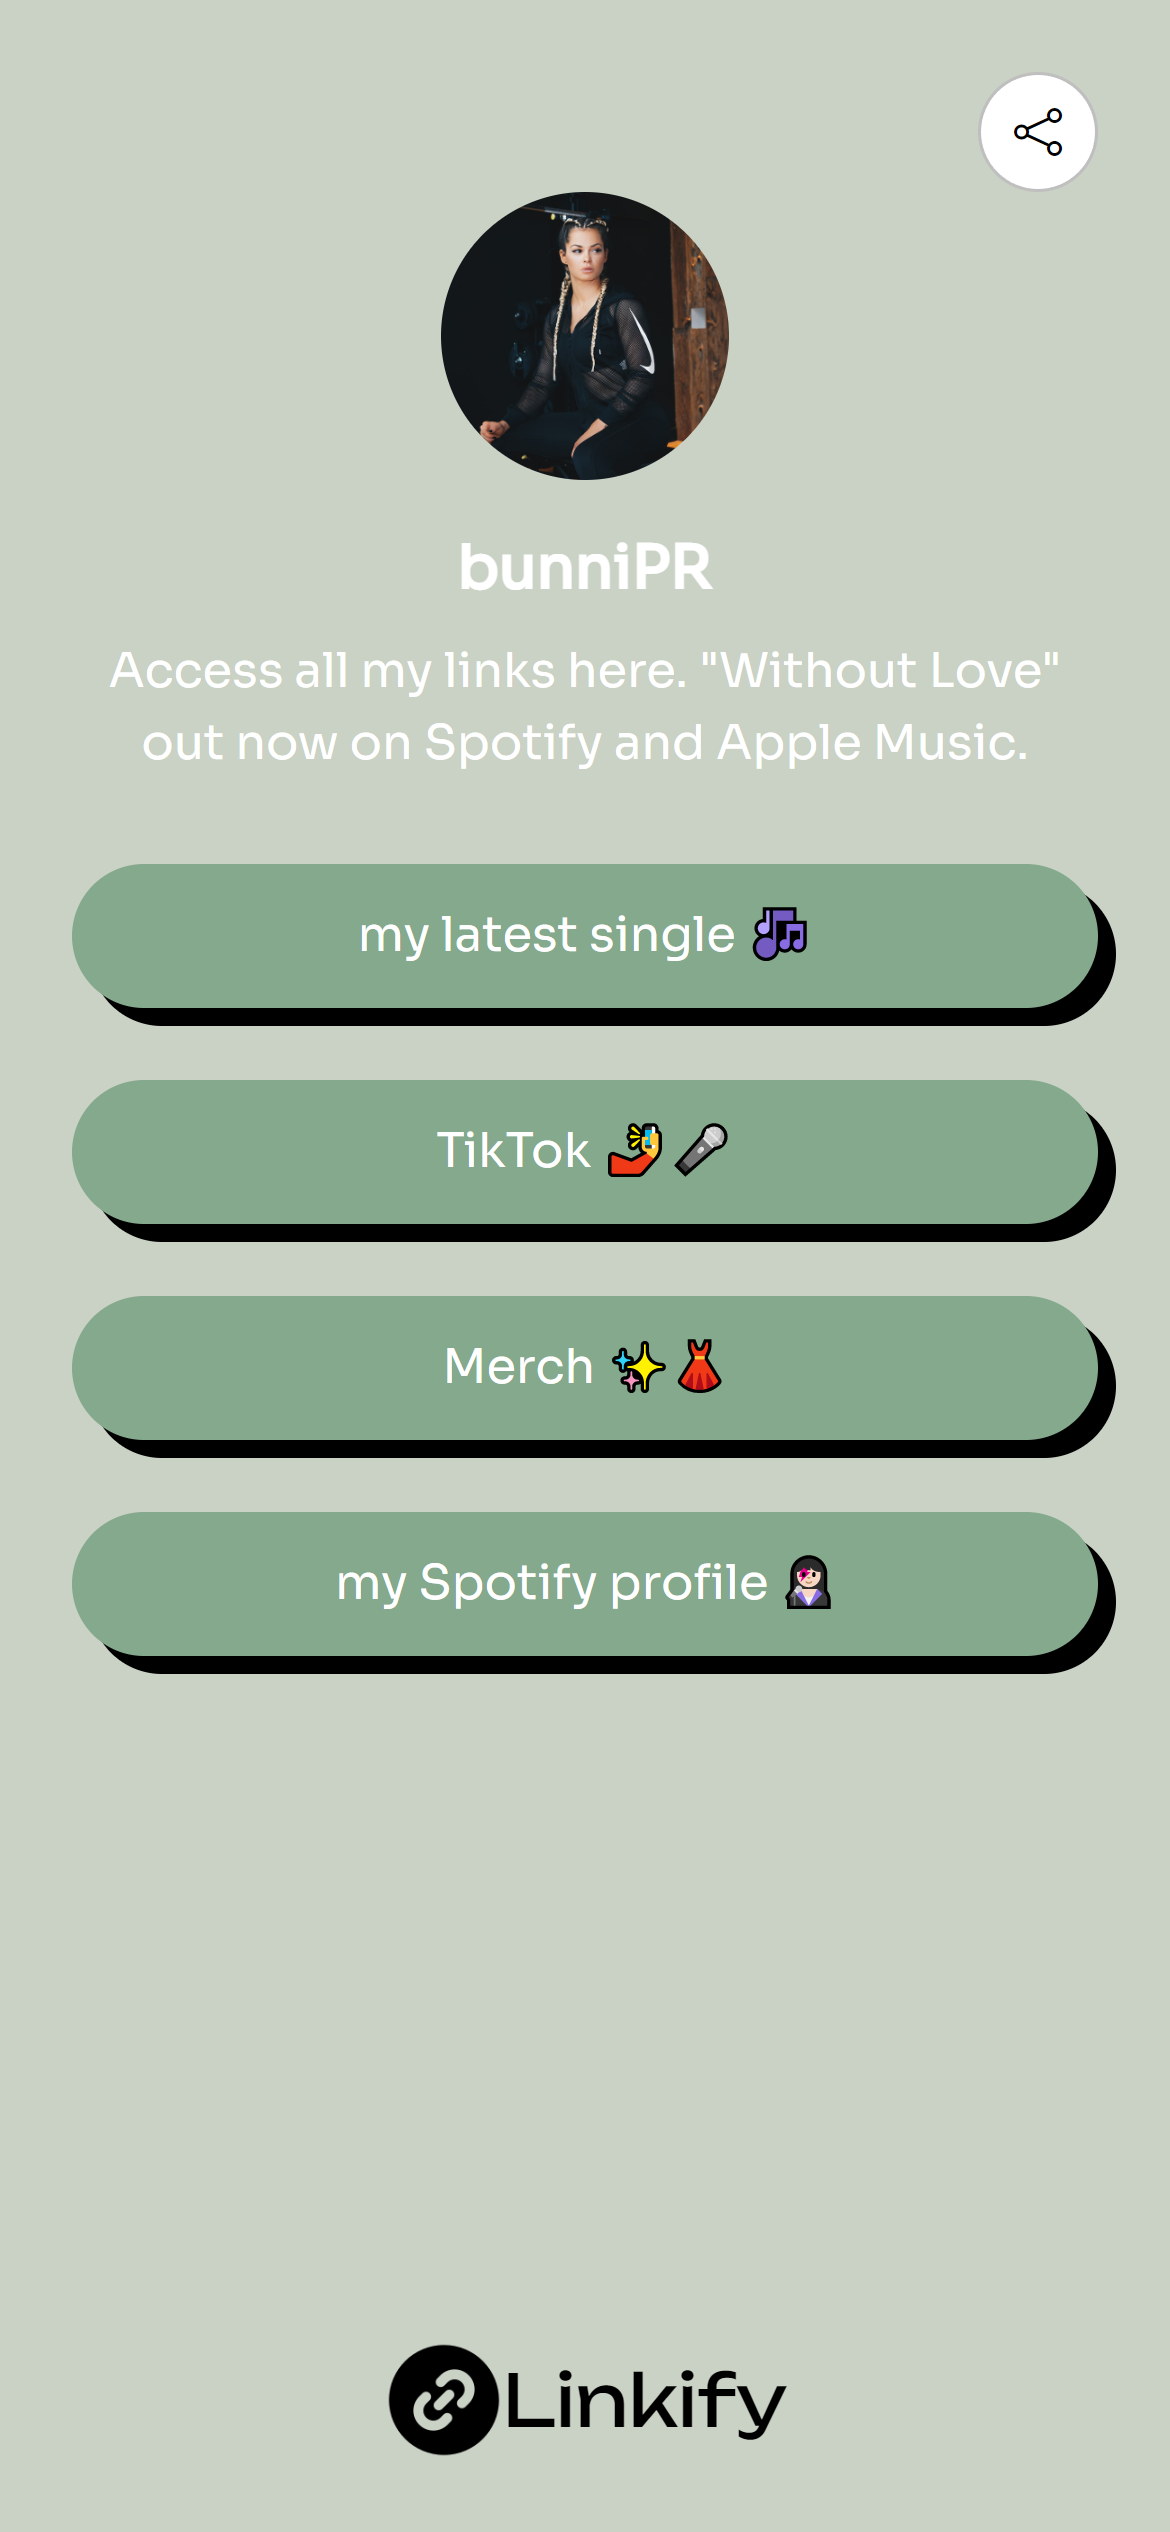 bunniPR
Access all my links here. "Without Love"
out now on Spotify and Apple Music.
my latest single 🎶
TikTok 🤳🎤
Merch ✨👗
my Spotify profile 👩🏻‍🎤
Linkify